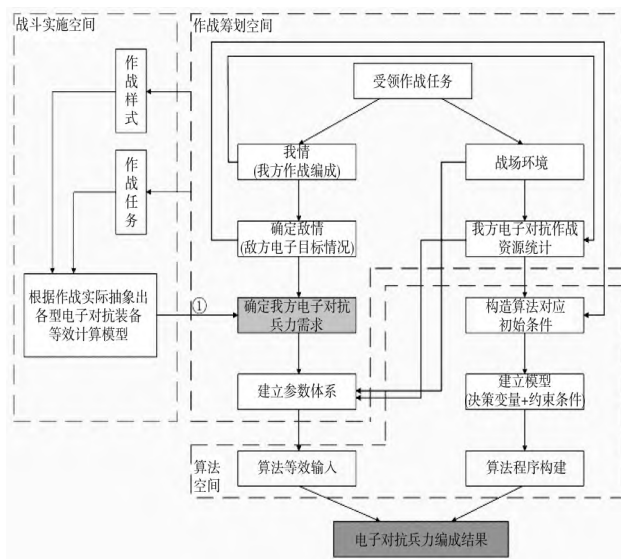 战斗实施空间
作战筹划空间
作
战
样
式
作
战
任
务
根据作战实际抽象出
各型电子对抗装备
等效计算模型
①
受领作战任务
我情
(我方作战编成)
战场环境
确定敌情
(敌方电子目标情况)
我方电子对抗作战
资源统计
确定我方电子对抗
兵力需求
构造算法对应
初始条件
建立参数体系
建立模型
(决策变量+约束条件)
算法
空间
算法等效输入
算法程序构建
电子对抗兵力编成结果